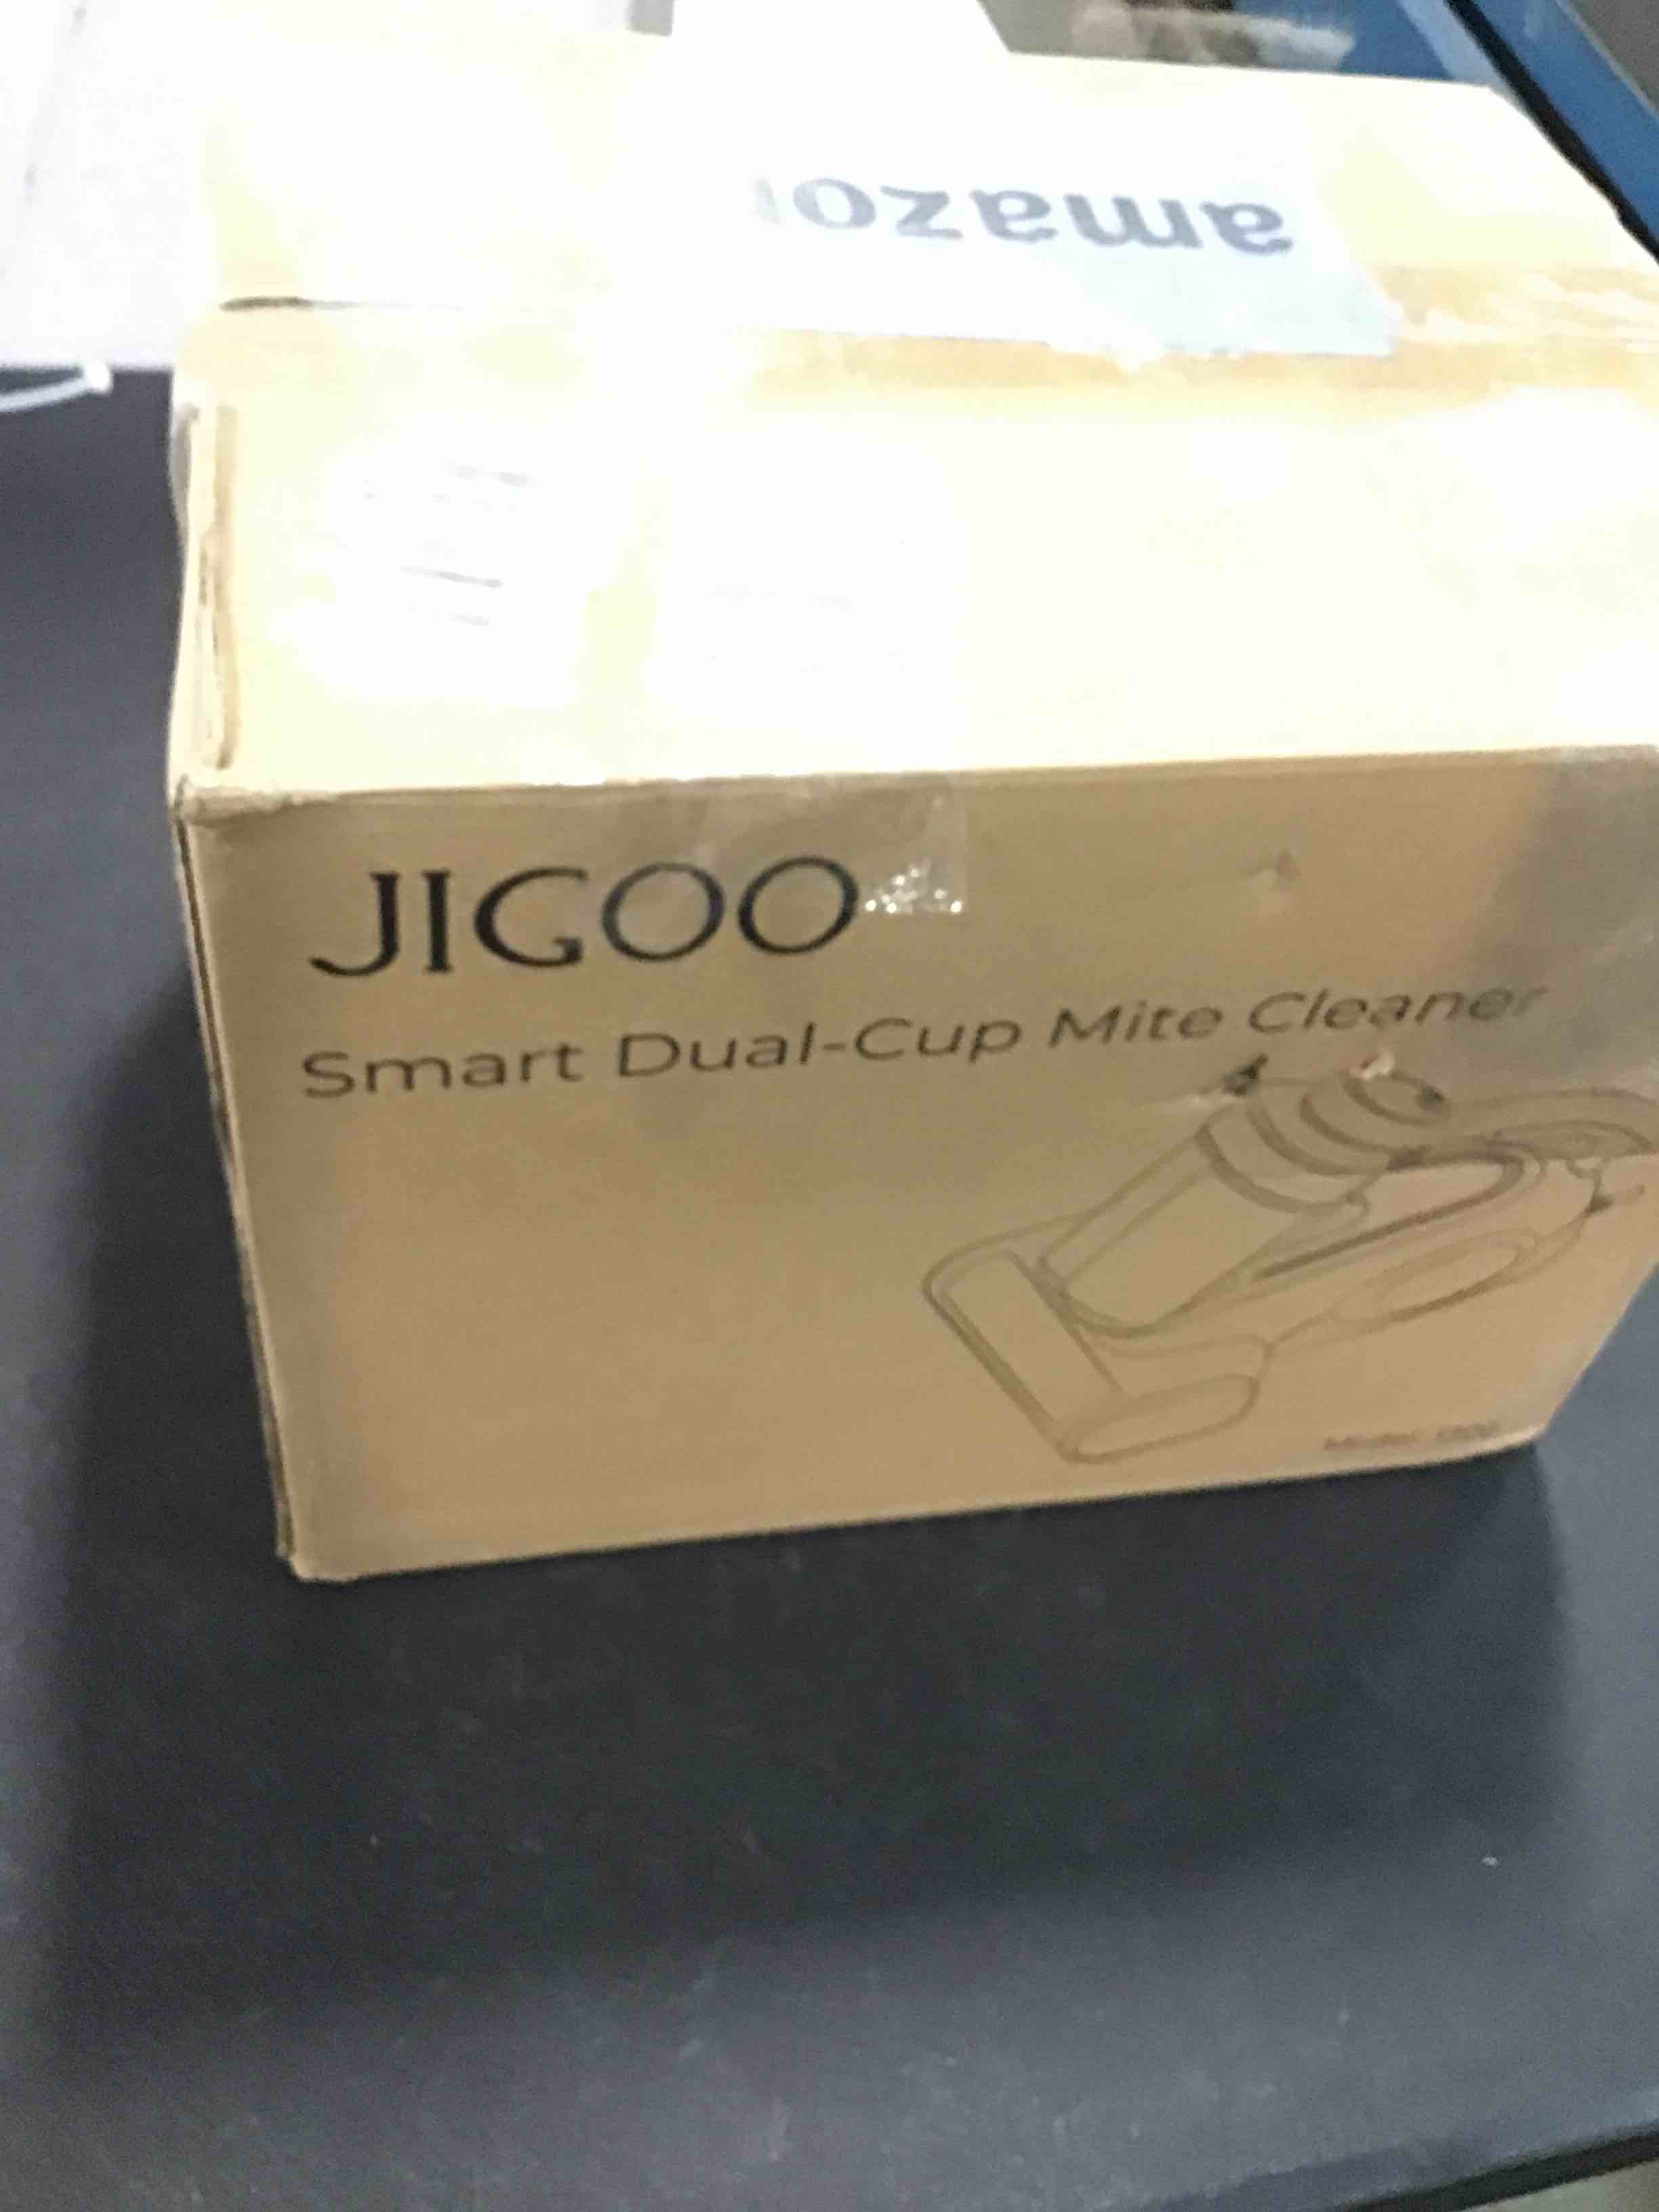 amazo
JIGOO
Smart Dual-Cup Mite Cleaner